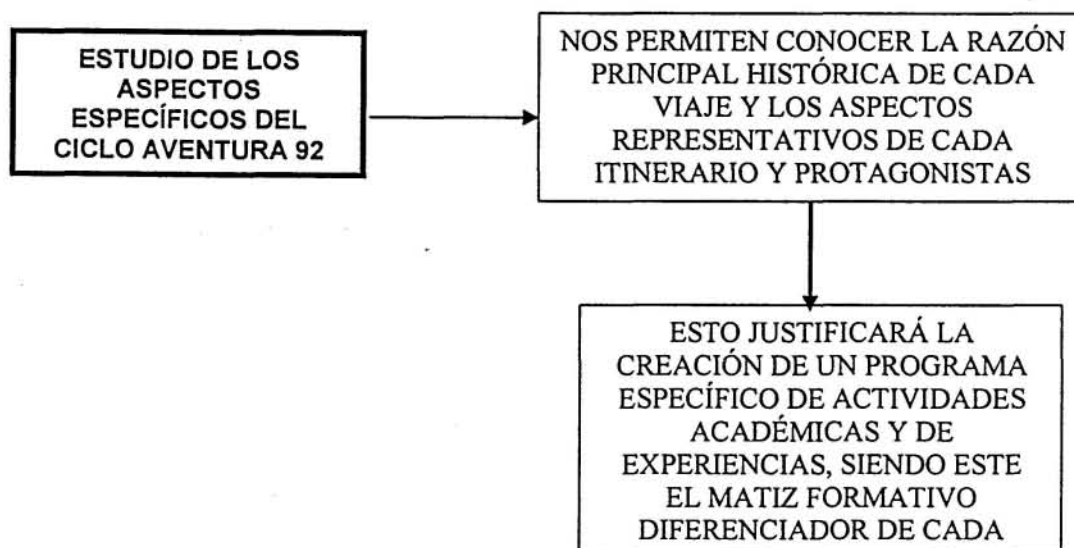 ESTUDIO DE LOS
ASPECTOS
ESPECÍFICOS DEL
CICLO AVENTURA 92
NOS PERMITEN CONOCER LA RAZÓN
PRINCIPAL HISTÓRICA DE CADA
VIAJE Y LOS ASPECTOS
REPRESENTATIVOS DE CADA
ITINERARIO Y PROTAGONISTAS
ESTO JUSTIFICARÁ LA
CREACIÓN DE UN PROGRAMA
ESPECÍFICO DE ACTIVIDADES
ACADÉMICAS Y DE
EXPERIENCIAS, SIENDO ESTE
EL MATIZ FORMATIVO
DIFERENCIADOR DE CADA